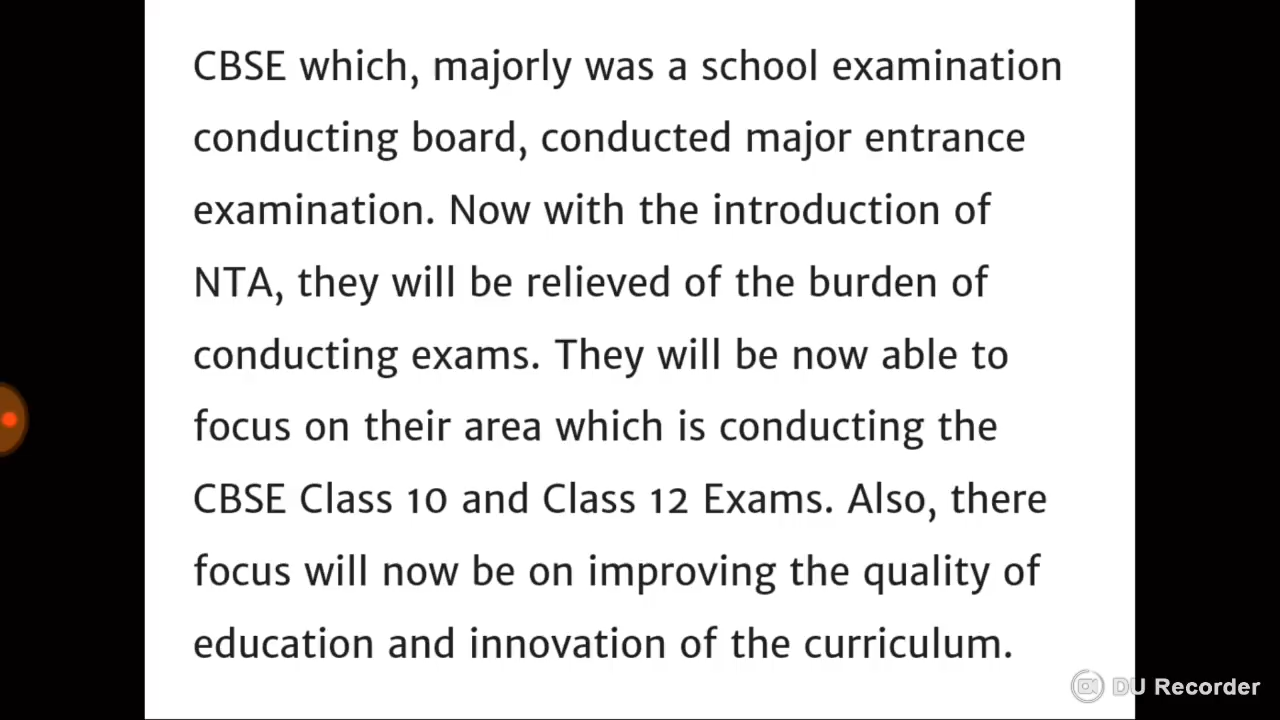 CBSE which, majorly was a school examination
conducting board, conducted major entrance
examination. Now with the introduction of
NTA, they will be relieved of the burden of
conducting exams. They will be now able to
focus on their area which is conducting the
CBSE Class 10 and Class 12 Exams. Also, there
focus will now be on improving the quality of
education and innovation of the curriculum.
DU Recorder